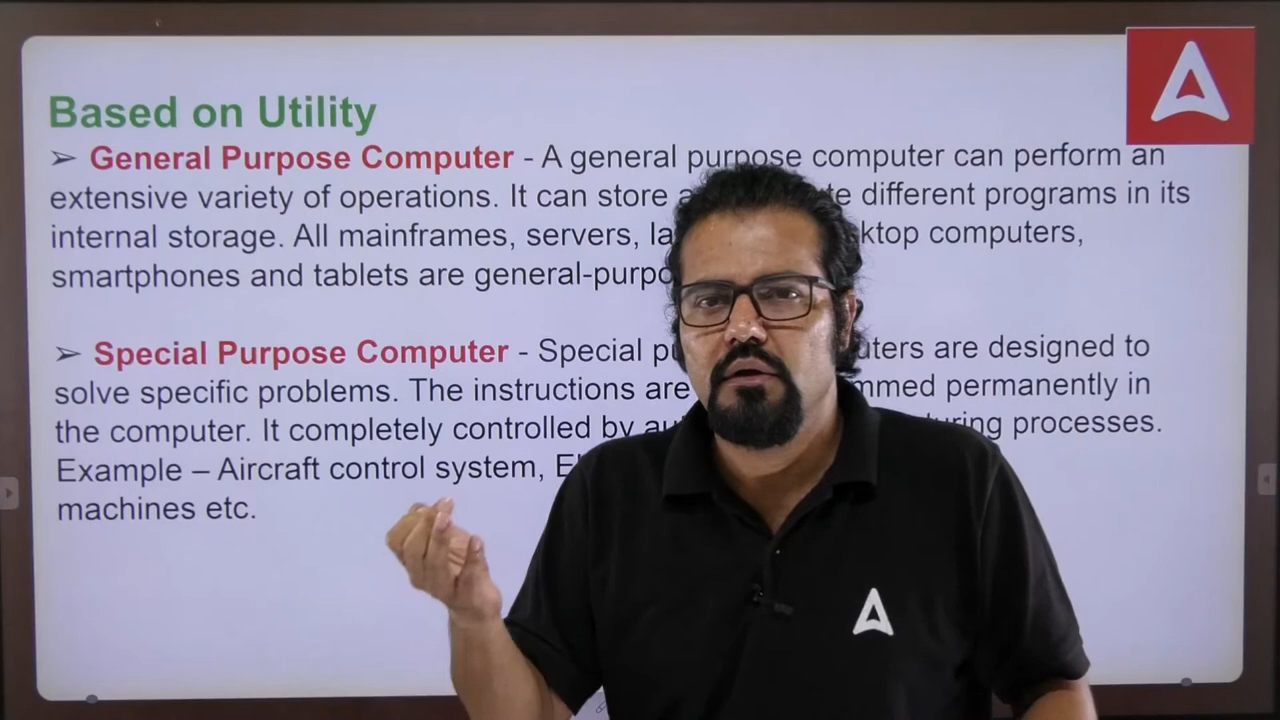 Based on Utility
➢ General Purpose Computer - A general purpose computer can perform an
extensive variety of operations. It can store different programs in its
internal storage. All mainframes, servers, computers,
smartphones and tablets are
➢ Special Purpose Computer - Special are designed to
solve specific problems. The instructions are permanently in
the computer. It completely controlled by processes.
Example – Aircraft control system,
machines etc.